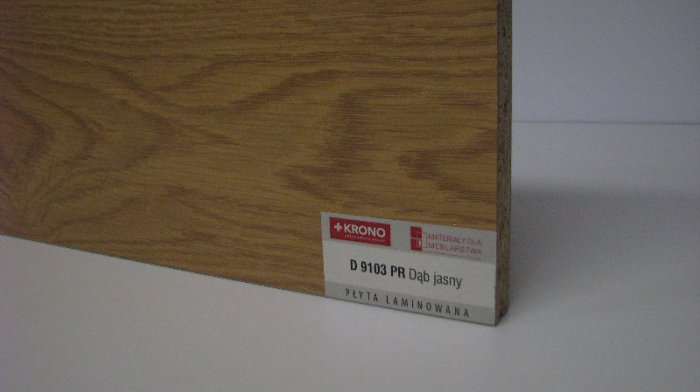 KRONO
MATERIAŁY DLA
MEBLARSTWA
D 9103 PR Dąb jasny
PŁYTA LAMINOWANA